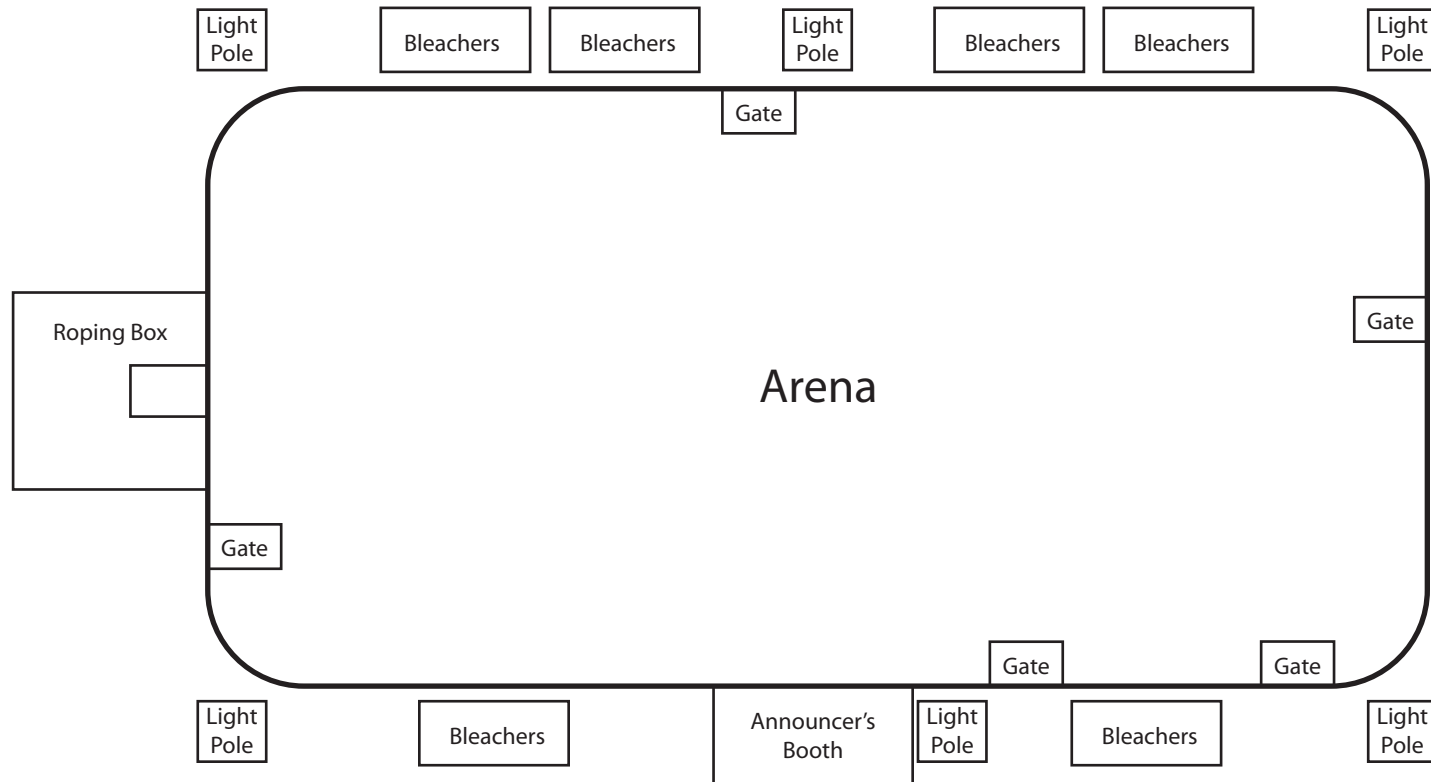 Light
Pole
Bleachers
Bleachers
Light
Pole
Bleachers
Bleachers
Light
Pole
Gate
Roping Box
Gate
Arena
Gate
Gate
Gate
Light
Pole
Bleachers
Announcer's
Booth
Light
Pole
Bleachers
Light
Pole